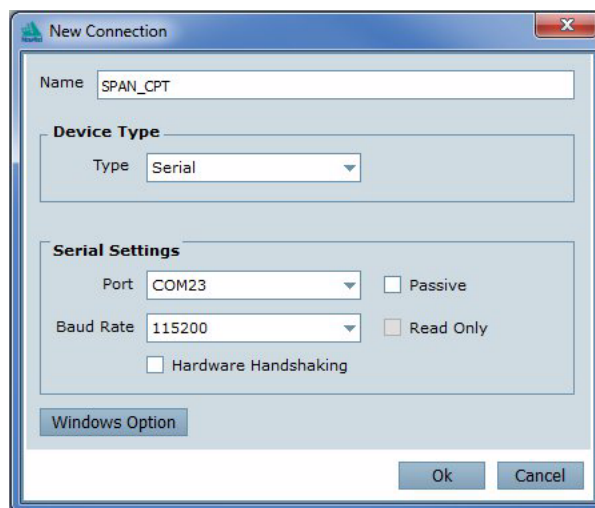 New Connection
Name SPAN_CPT
Device Type
Type Serial
Serial Settings
Port COM23 Passive
Baud Rate 115200 Read Only
Hardware Handshaking
Windows Option
Ok Cancel